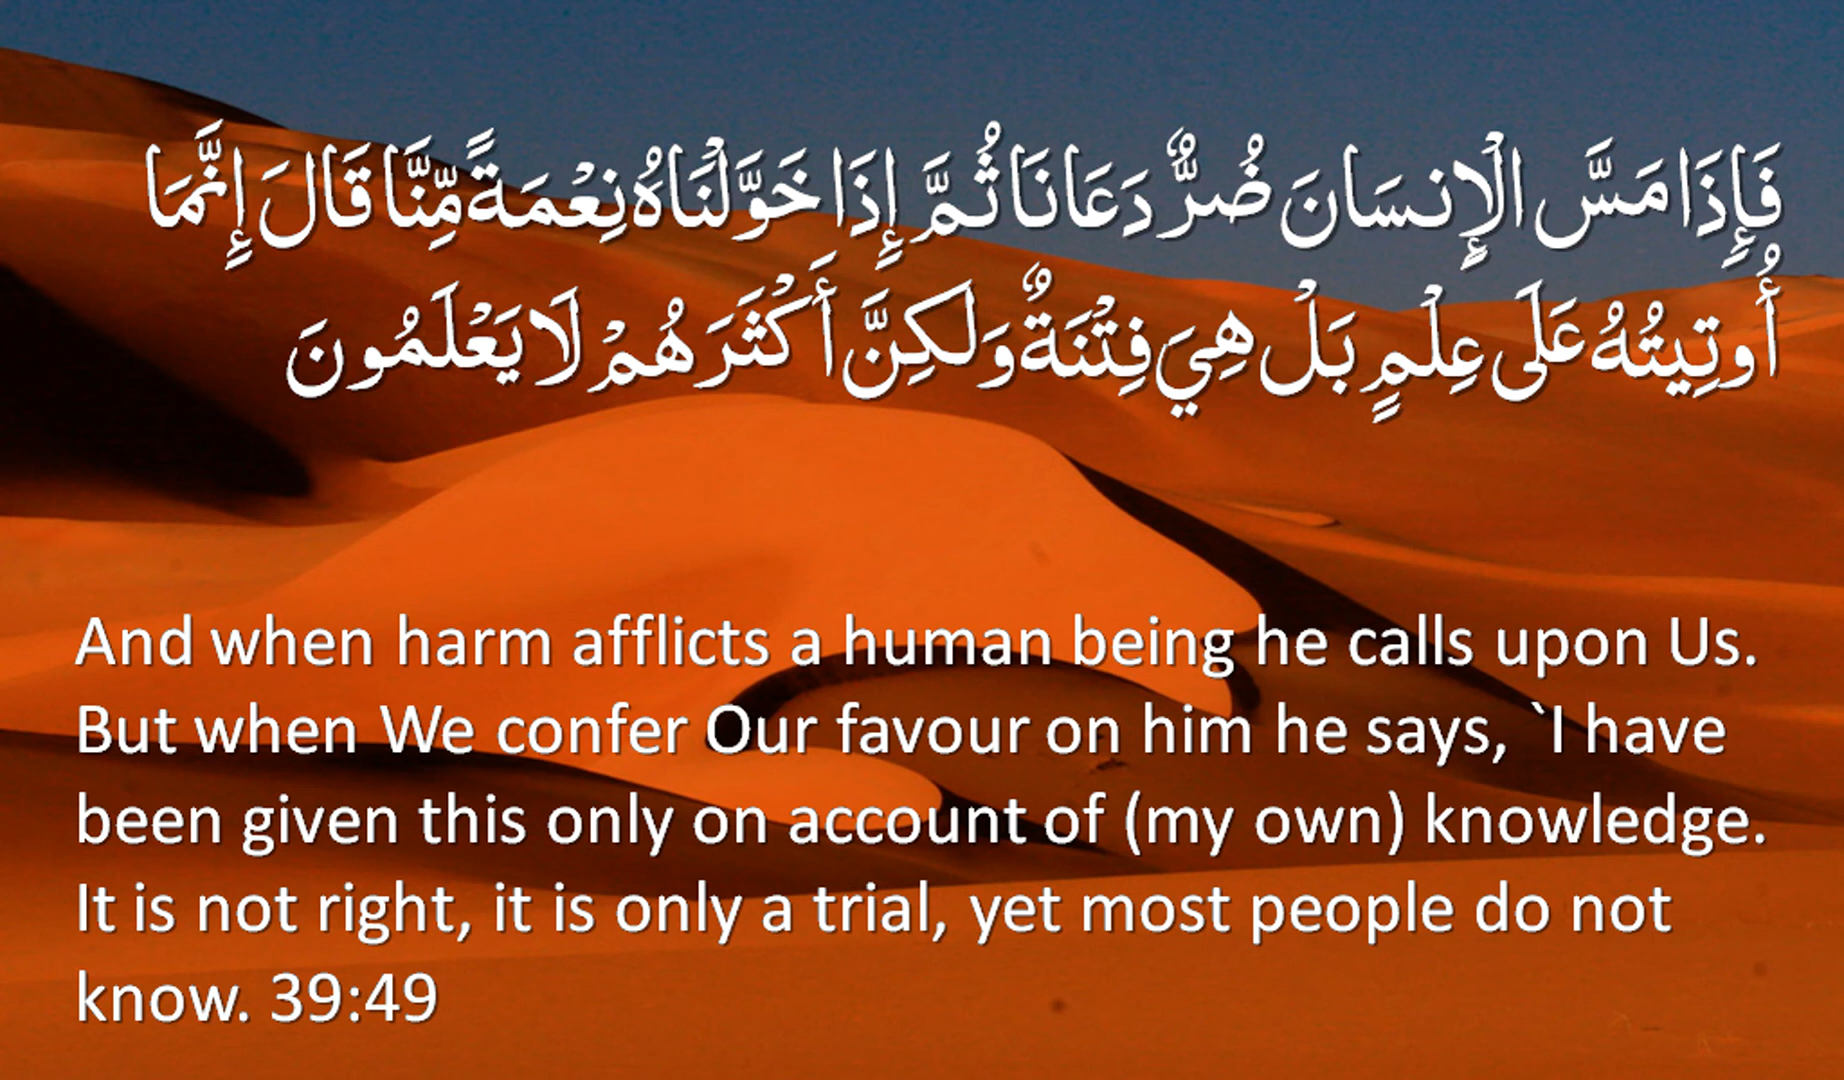 فَإِذَا مَسَّ الْإِنسَانَ ضُرٌّ دَعَانَا ثُمَّ إِذَا خَوَّلْنَاهُ نِعْمَةً مِّنَّا قَالَ إِنَّمَا
أُوتِيتُهُ عَلَى عِلْمٍ بَلْ هِيَ فِتْنَةٌ وَلَكِنَّ أَكْثَرَهُمْ لَا يَعْلَمُونَ
And when harm afflicts a human being he calls upon Us.
But when We confer Our favour on him he says, `I have
been given this only on account of (my own) knowledge.
It is not right, it is only a trial, yet most people do not
know. 39:49